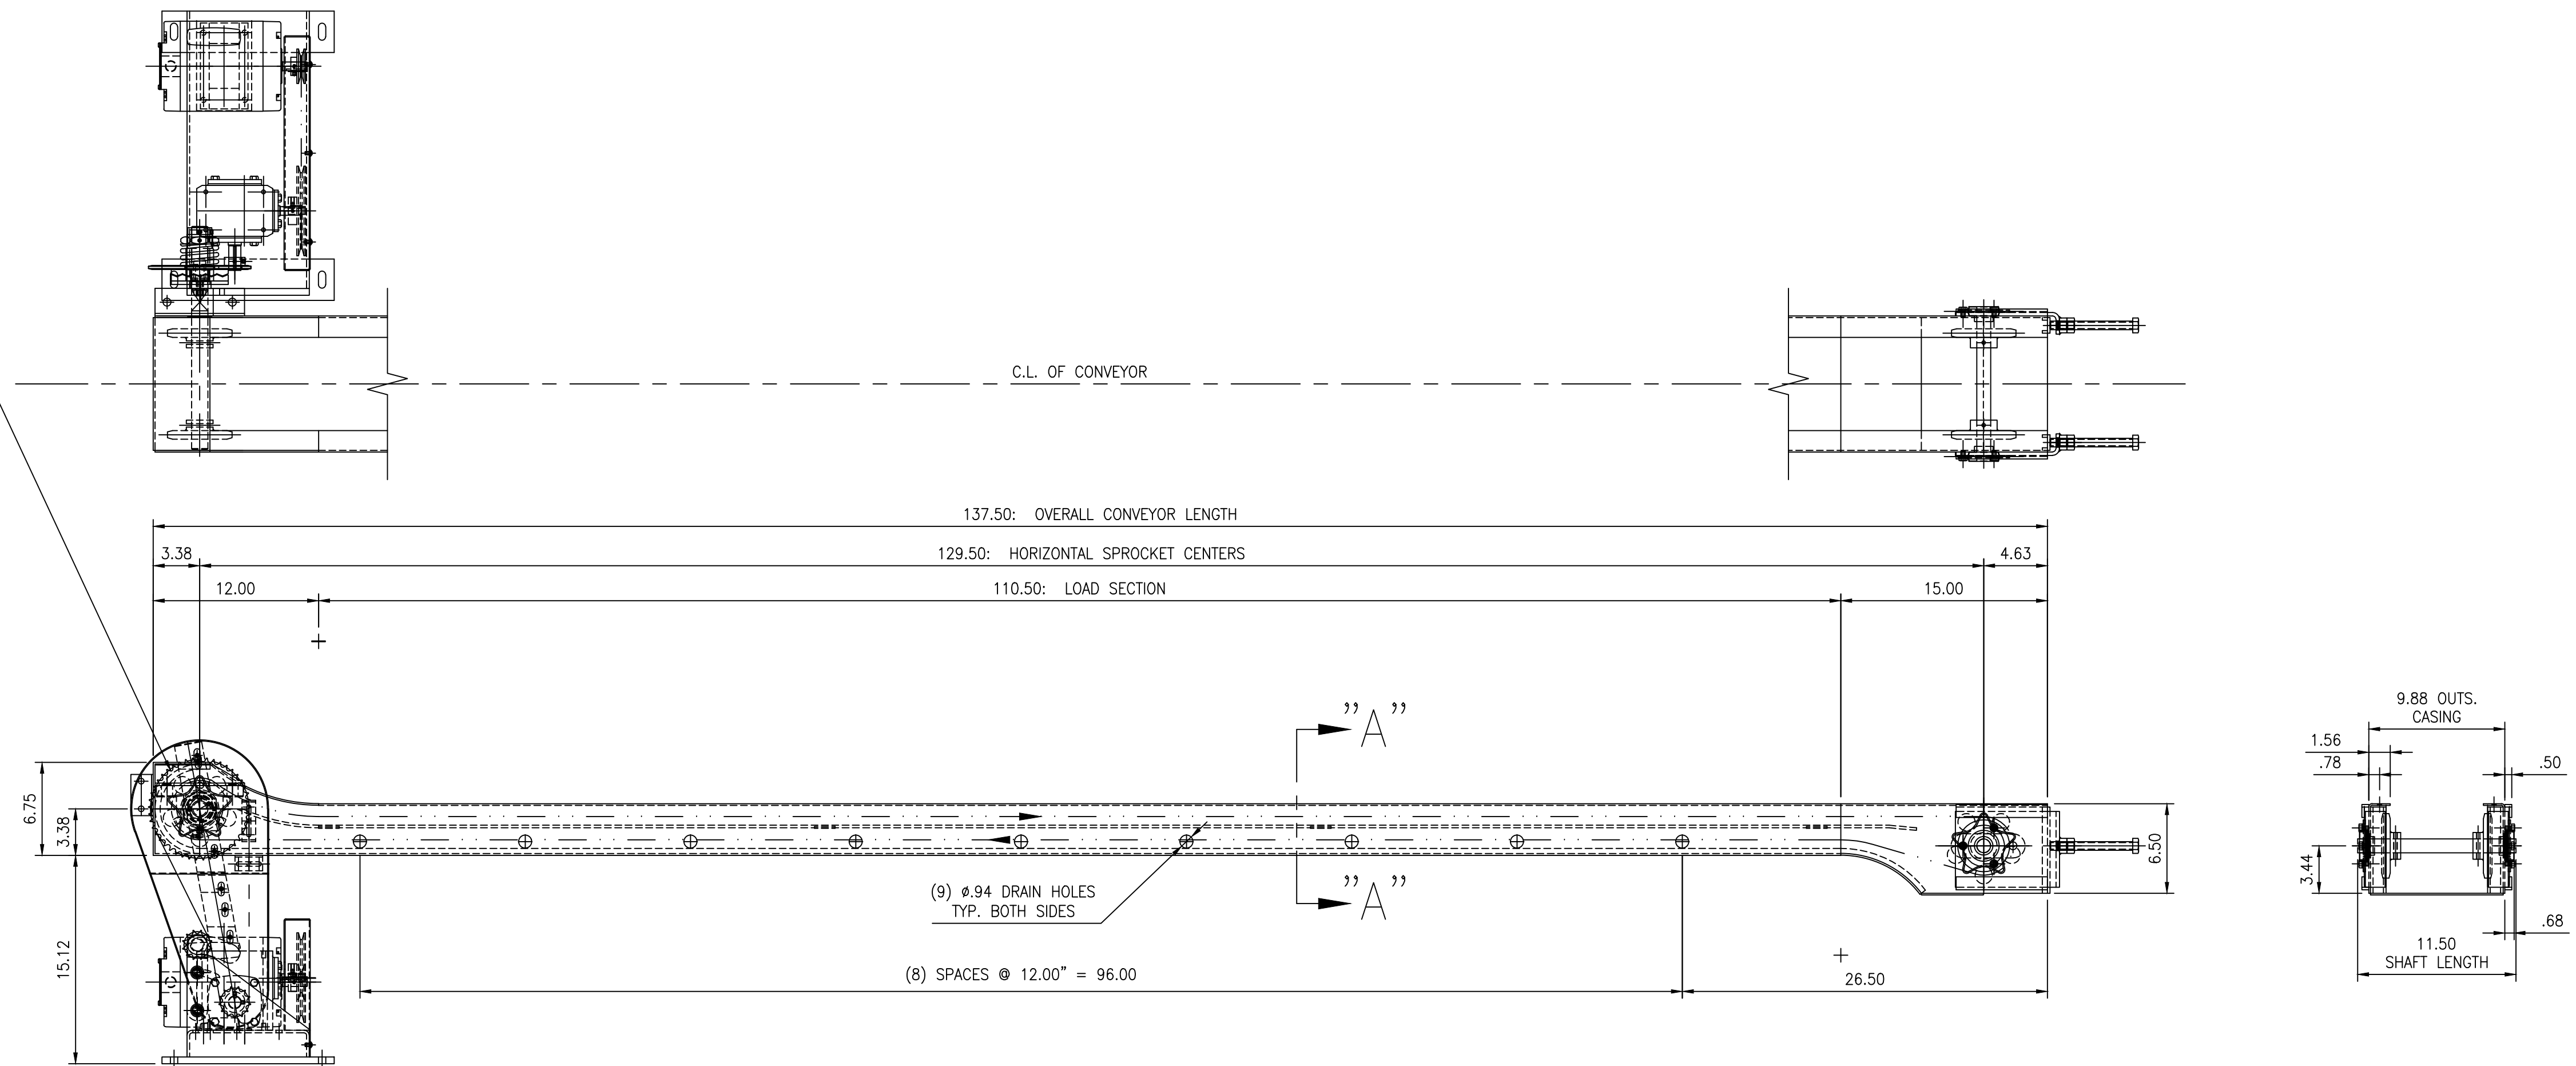 C.L. OF CONVEYOR
137.50: OVERALL CONVEYOR LENGTH
3.38
129.50: HORIZONTAL SPROCKET CENTERS
4.63
12.00
110.50: LOAD SECTION
15.00
"A"
9.88 OUTS.
CASING
1.56
.78
.50
6.75
3.38
6.50
3.44
(9) ø.94 DRAIN HOLES
TYP. BOTH SIDES
"A"
.68
15.12
11.50
SHAFT LENGTH
(8) SPACES @ 12.00" = 96.00
26.50